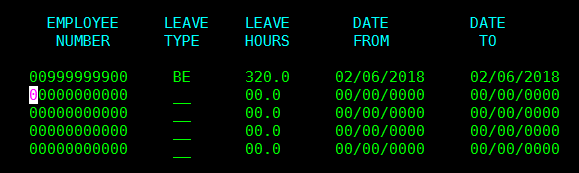 EMPLOYEE LEAVE LEAVE DATE DATE
NUMBER TYPE HOURS FROM TO
00999999900 BE 320.0 02/06/2018 02/06/2018
00000000000 __ 00.0 00/00/0000 00/00/0000
00000000000 __ 00.0 00/00/0000 00/00/0000
00000000000 __ 00.0 00/00/0000 00/00/0000
00000000000 __ 00.0 00/00/0000 00/00/0000